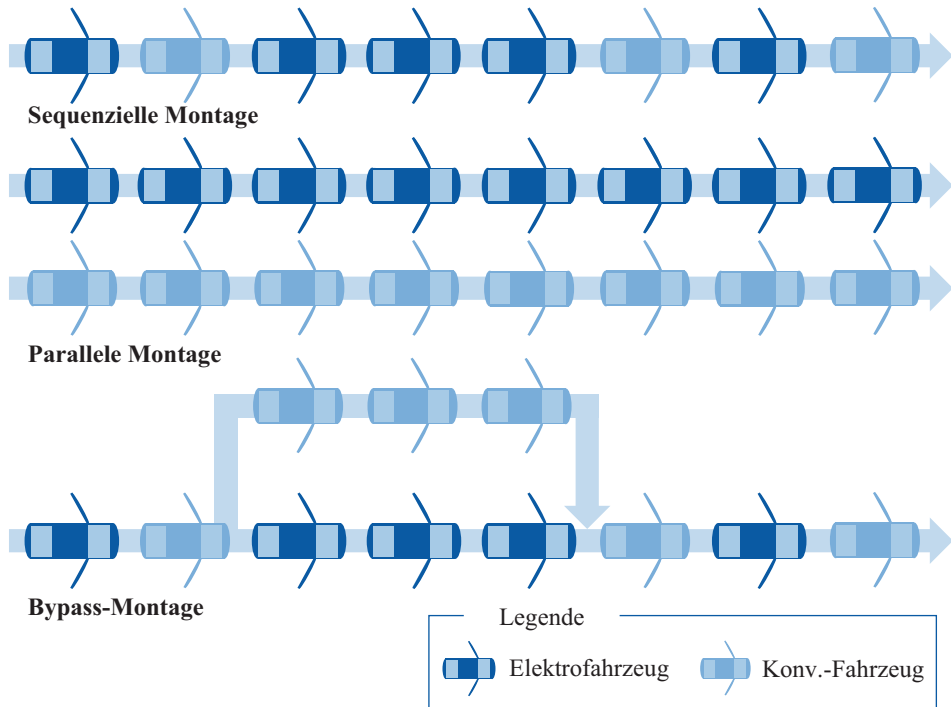 Sequenzielle Montage
Parallele Montage
Bypass-Montage
Legende
Elektrofahrzeug
Konv.-Fahrzeug